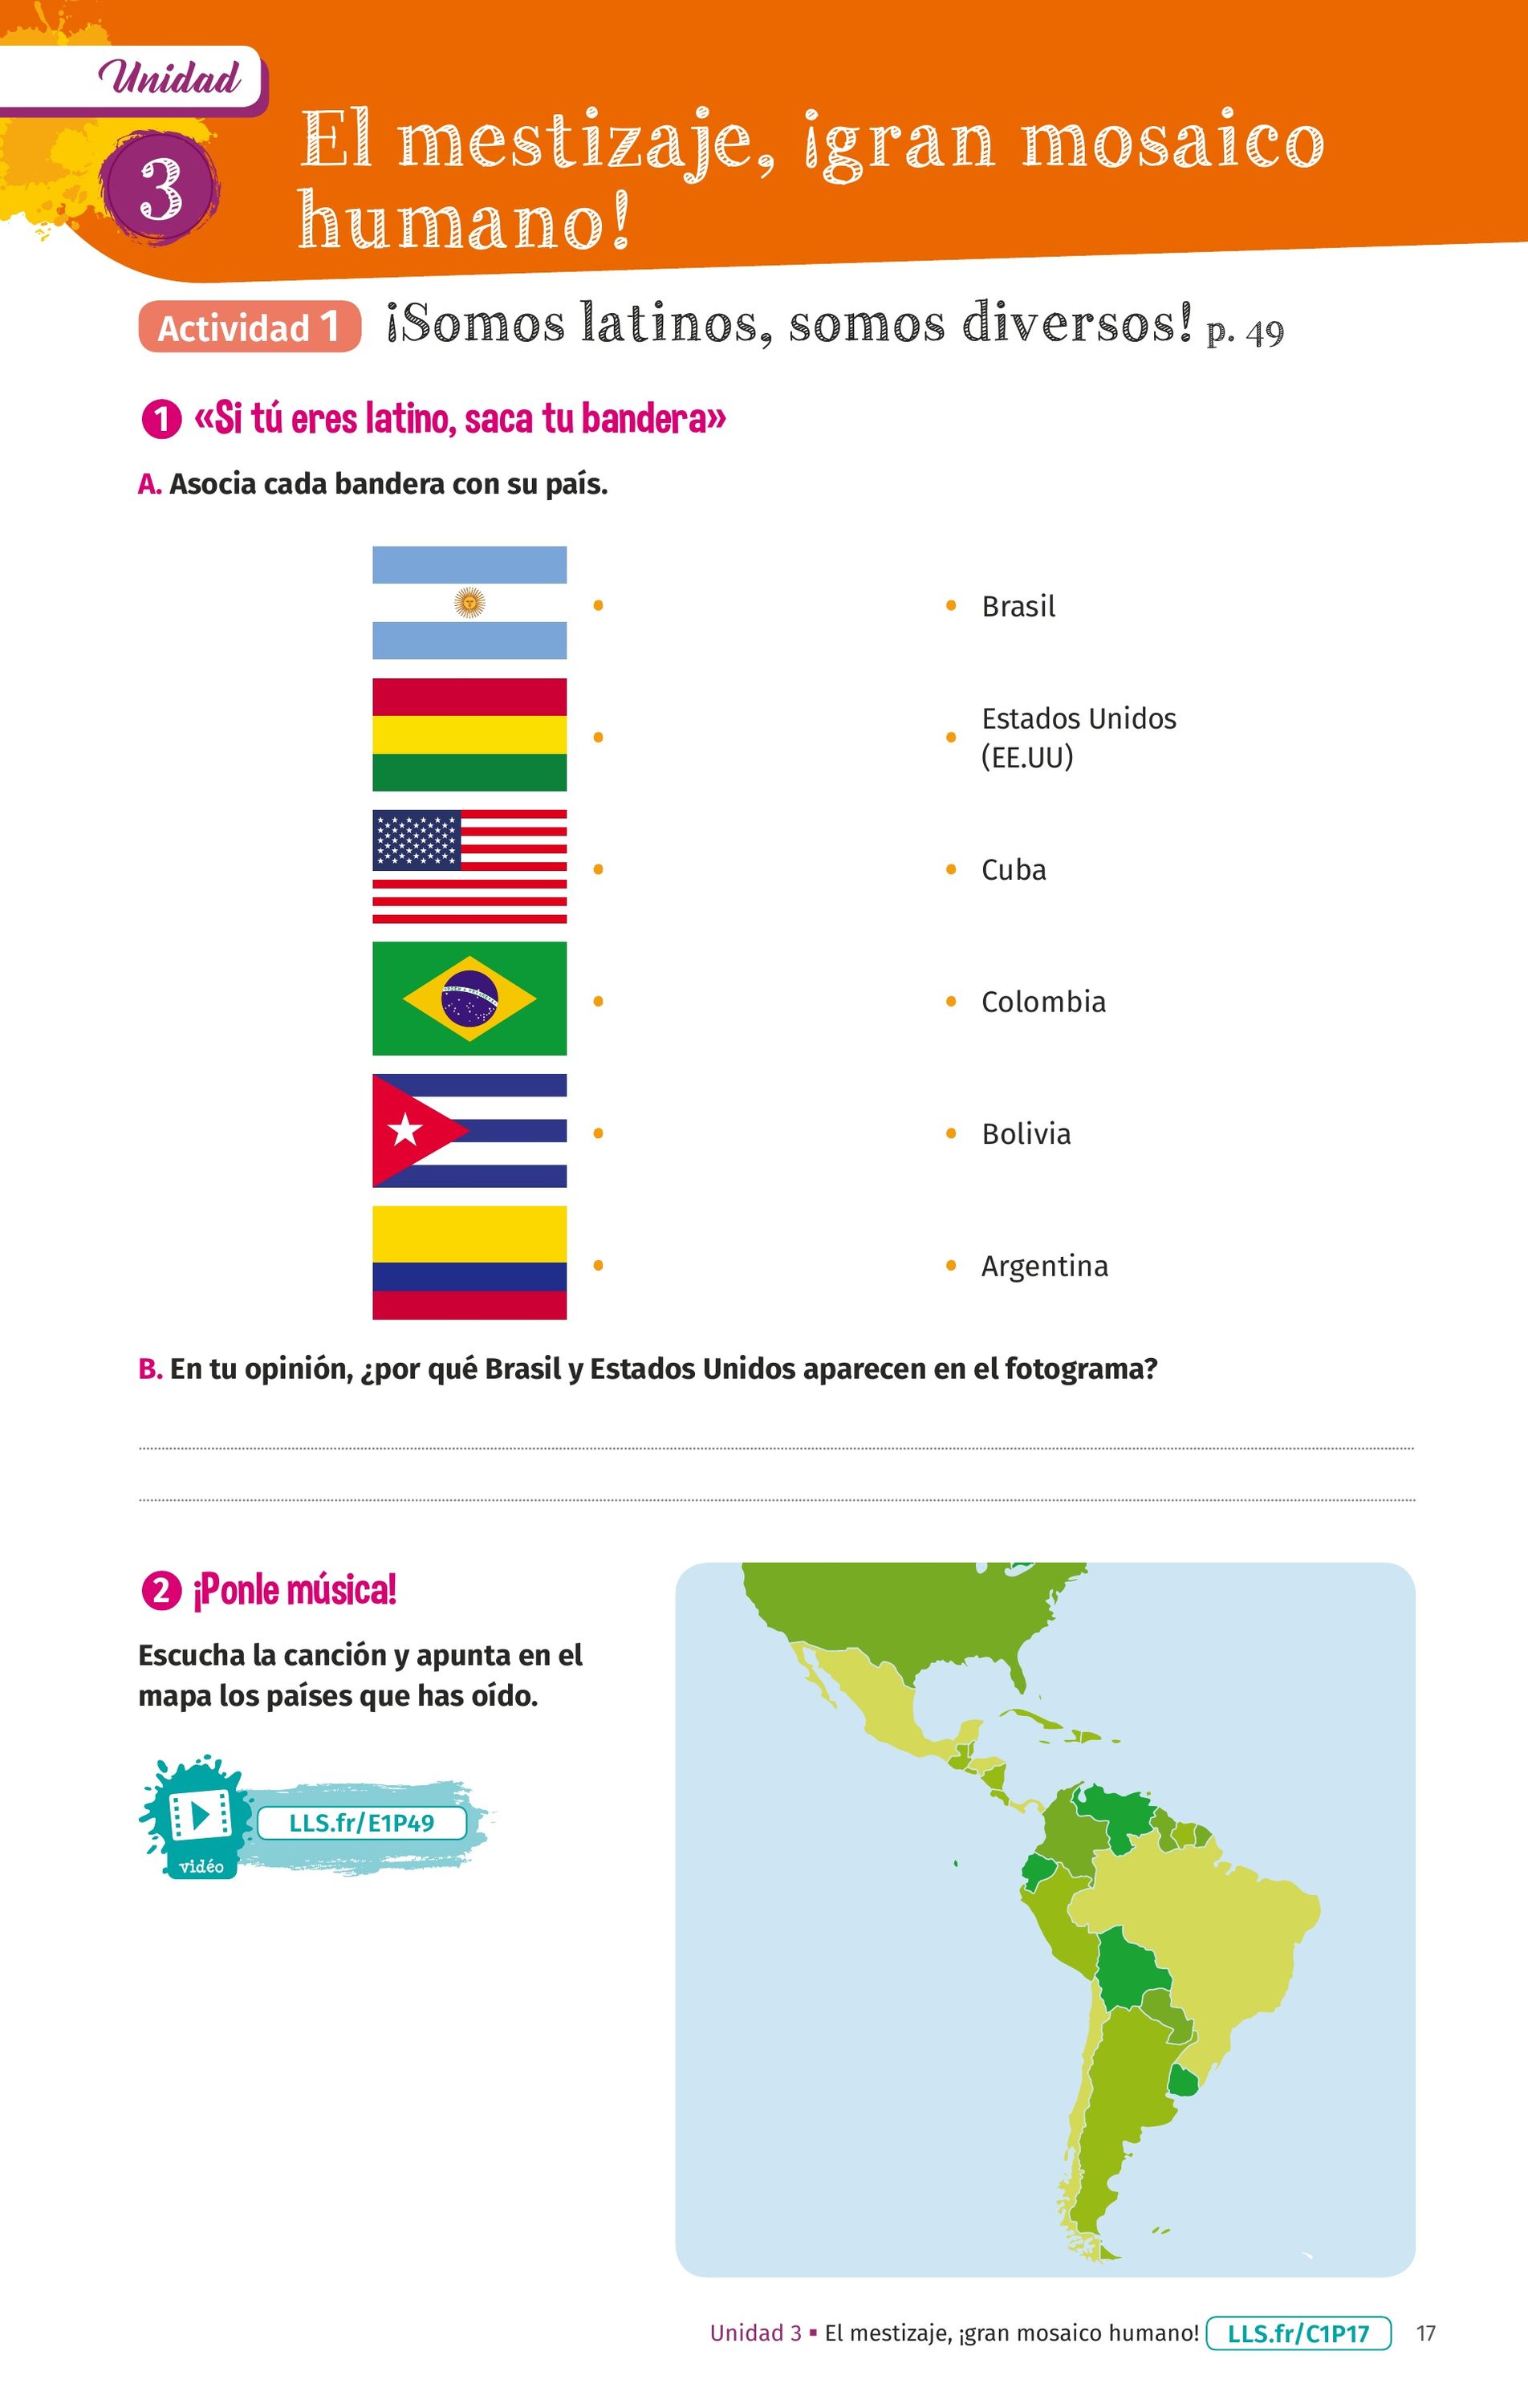 Unidad
3
El mestizaje, ¡gran mosaico
humano!
Actividad 1 ¡Somos latinos, somos diversos! p. 49
1 «Si tú eres latino, saca tu bandera»
A. Asocia cada bandera con su país.
Brasil
Estados Unidos
(EE.UU)
Cuba
Colombia
Bolivia
Argentina
B. En tu opinión, ¿por qué Brasil y Estados Unidos aparecen en el fotograma?
2 ¡Ponle música!
Escucha la canción y apunta en el
mapa los países que has oído.
LLS.fr/E1P49
vidéo
Unidad 3 ▪ El mestizaje, ¡gran mosaico humano! LLS.fr/C1P17 17